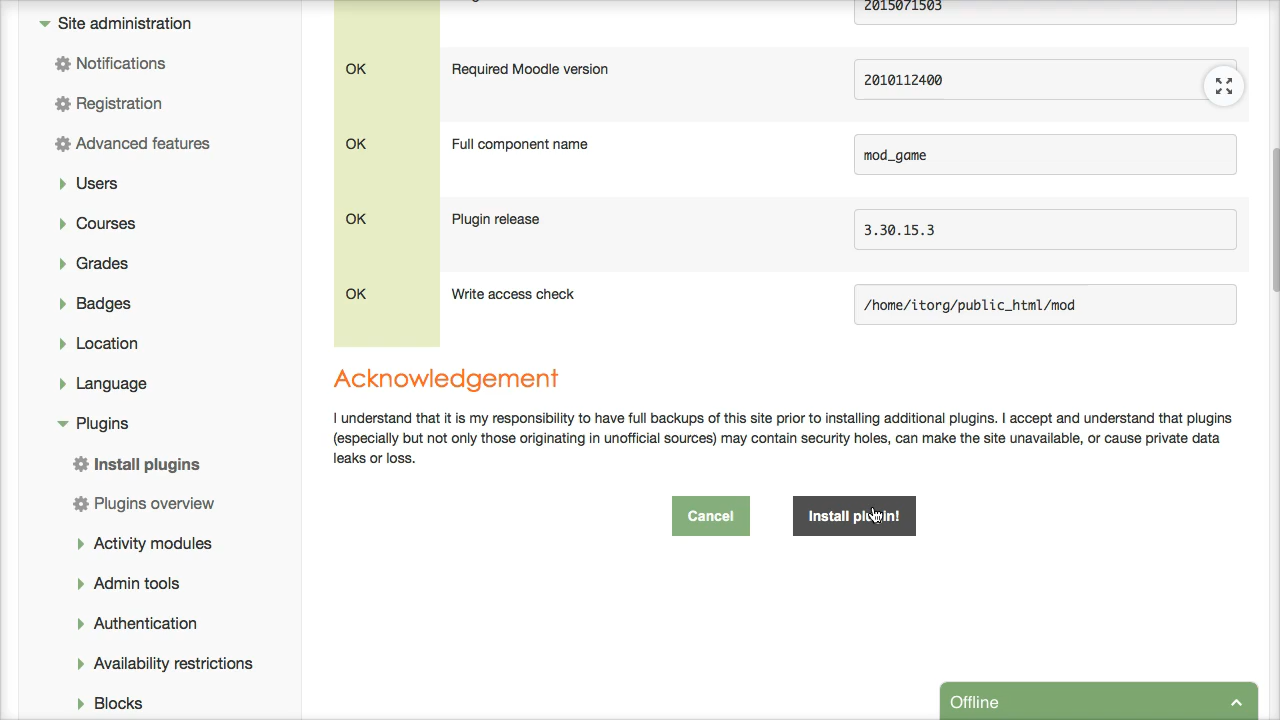 Site administration
Notifications
Registration
Advanced features
Users
Courses
Grades
Badges
Location
Language
Plugins
Install plugins
Plugins overview
Activity modules
Admin tools
Authentication
Availability restrictions
Blocks
2015071503
OK Required Moodle version 2010112400
OK Full component name mod_game
OK Plugin release 3.30.15.3
OK Write access check /home/itorg/public_html/mod
Acknowledgement
I understand that it is my responsibility to have full backups of this site prior to installing additional plugins. I accept and understand that plugins
(especially but not only those originating in unofficial sources) may contain security holes, can make the site unavailable, or cause private data
leaks or loss.
Cancel Install plugin!
Offline